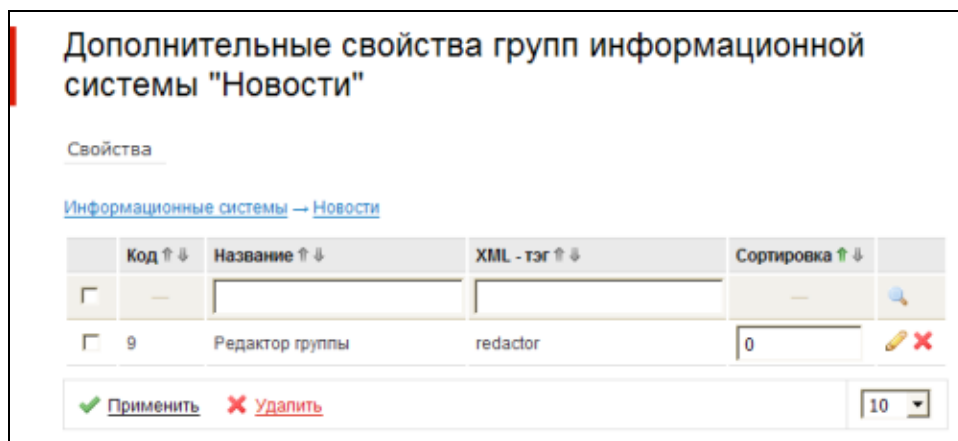 Дополнительные свойства групп информационной
системы "Новости"
Свойства
Информационные системы → Новости
Код ⇑ ⇓ Название ⇑ ⇓ XML - тэг ⇑ ⇓ Сортировка ⇑ ⇓
— —
9 Редактор группы redactor 0
Применить Удалить 10